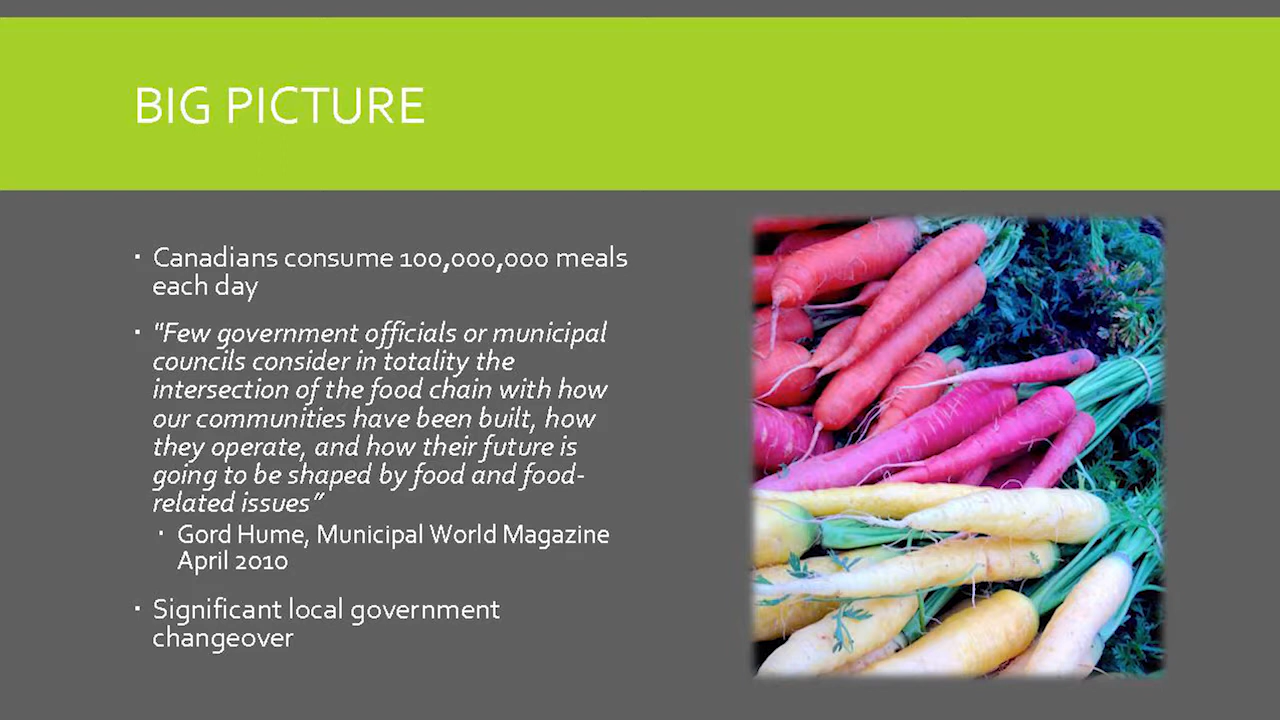 BIG PICTURE
▪ Canadians consume 100,000,000 meals
each day
▪ "Few government officials or municipal
councils consider in totality the
intersection of the food chain with how
our communities have been built, how
they operate, and how their future is
going to be shaped by food and food-
related issues”
▪ Gord Hume, Municipal World Magazine
April 2010
▪ Significant local government
changeover